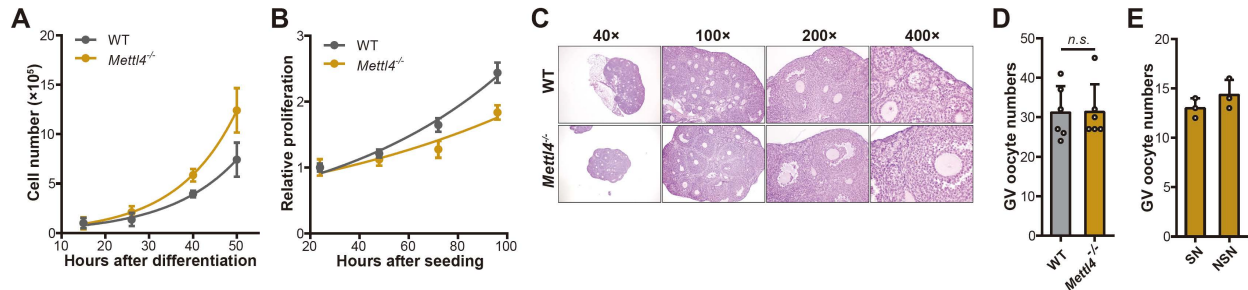 A
WT
Mettl4⁻/⁻
Cell number (×10⁵)
20
15
10
5
0
10 20 30 40 50
Hours after differentiation
B
WT
Mettl4⁻/⁻
Relative proliferation
3
2
1
0
20 40 60 80 100
Hours after seeding
C
40× 100× 200× 400×
WT
Mettl4⁻/⁻
D
n.s.
GV oocyte numbers
50
40
30
20
10
0
WT Mettl4⁻/⁻
E
GV oocyte numbers
20
15
10
5
0
SN NSN